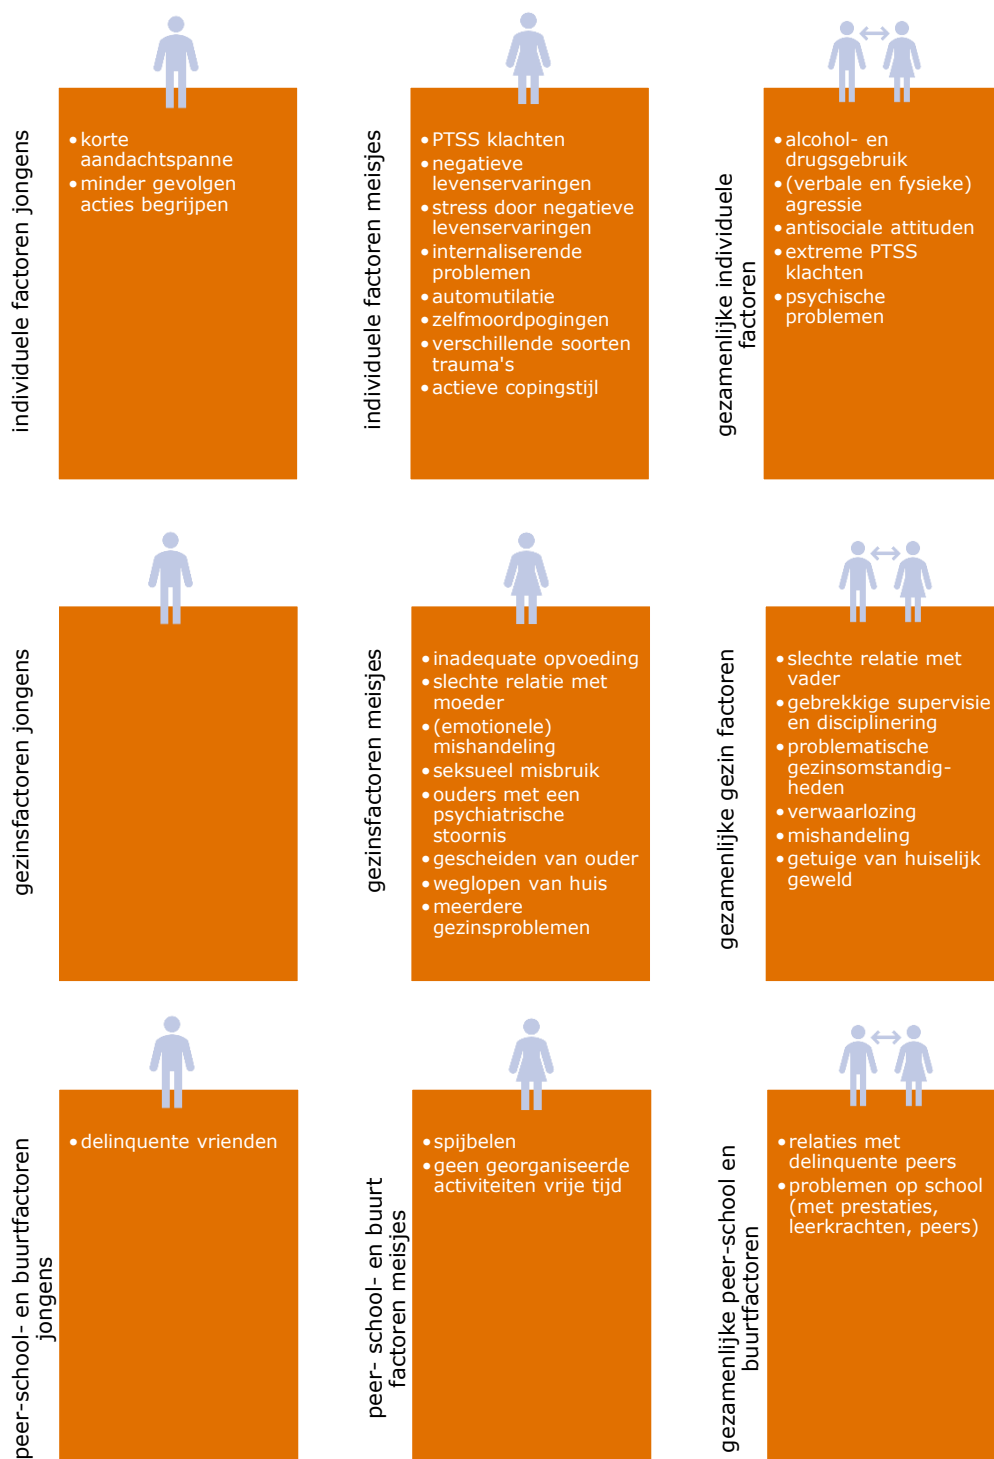 individuele factoren jongens
• korte
aandachtspanne
• minder gevolgen
acties begrijpen
individuele factoren meisjes
• PTSS klachten
• negatieve
levenservaringen
• stress door negatieve
levenservaringen
• internaliserende
problemen
• automutilatie
• zelfmoordpogingen
• verschillende soorten
trauma's
• actieve copingstijl
gezamenlijke individuele
factoren
• alcohol- en
drugsgebruik
• (verbale en fysieke)
agressie
• antisociale attituden
• extreme PTSS
klachten
• psychische
problemen
gezinsfactoren jongens
gezinsfactoren meisjes
• inadequate opvoeding
• slechte relatie met
moeder
• (emotionele)
mishandeling
• seksueel misbruik
• ouders met een
psychiatrische
stoornis
• gescheiden van ouder
• weglopen van huis
• meerdere
gezinsproblemen
gezamenlijke gezin factoren
• slechte relatie met
vader
• gebrekkige supervisie
en disciplinering
• problematische
gezinsomstandig-
heden
• verwaarlozing
• mishandeling
• getuige van huiselijk
geweld
peer-school- en buurtfactoren
jongens
• delinquente vrienden
peer- school- en buurt
factoren meisjes
• spijbelen
• geen georganiseerde
activiteiten vrije tijd
gezamenlijke peer-school en
buurtfactoren
• relaties met
delinquente peers
• problemen op school
(met prestaties,
leerkrachten, peers)